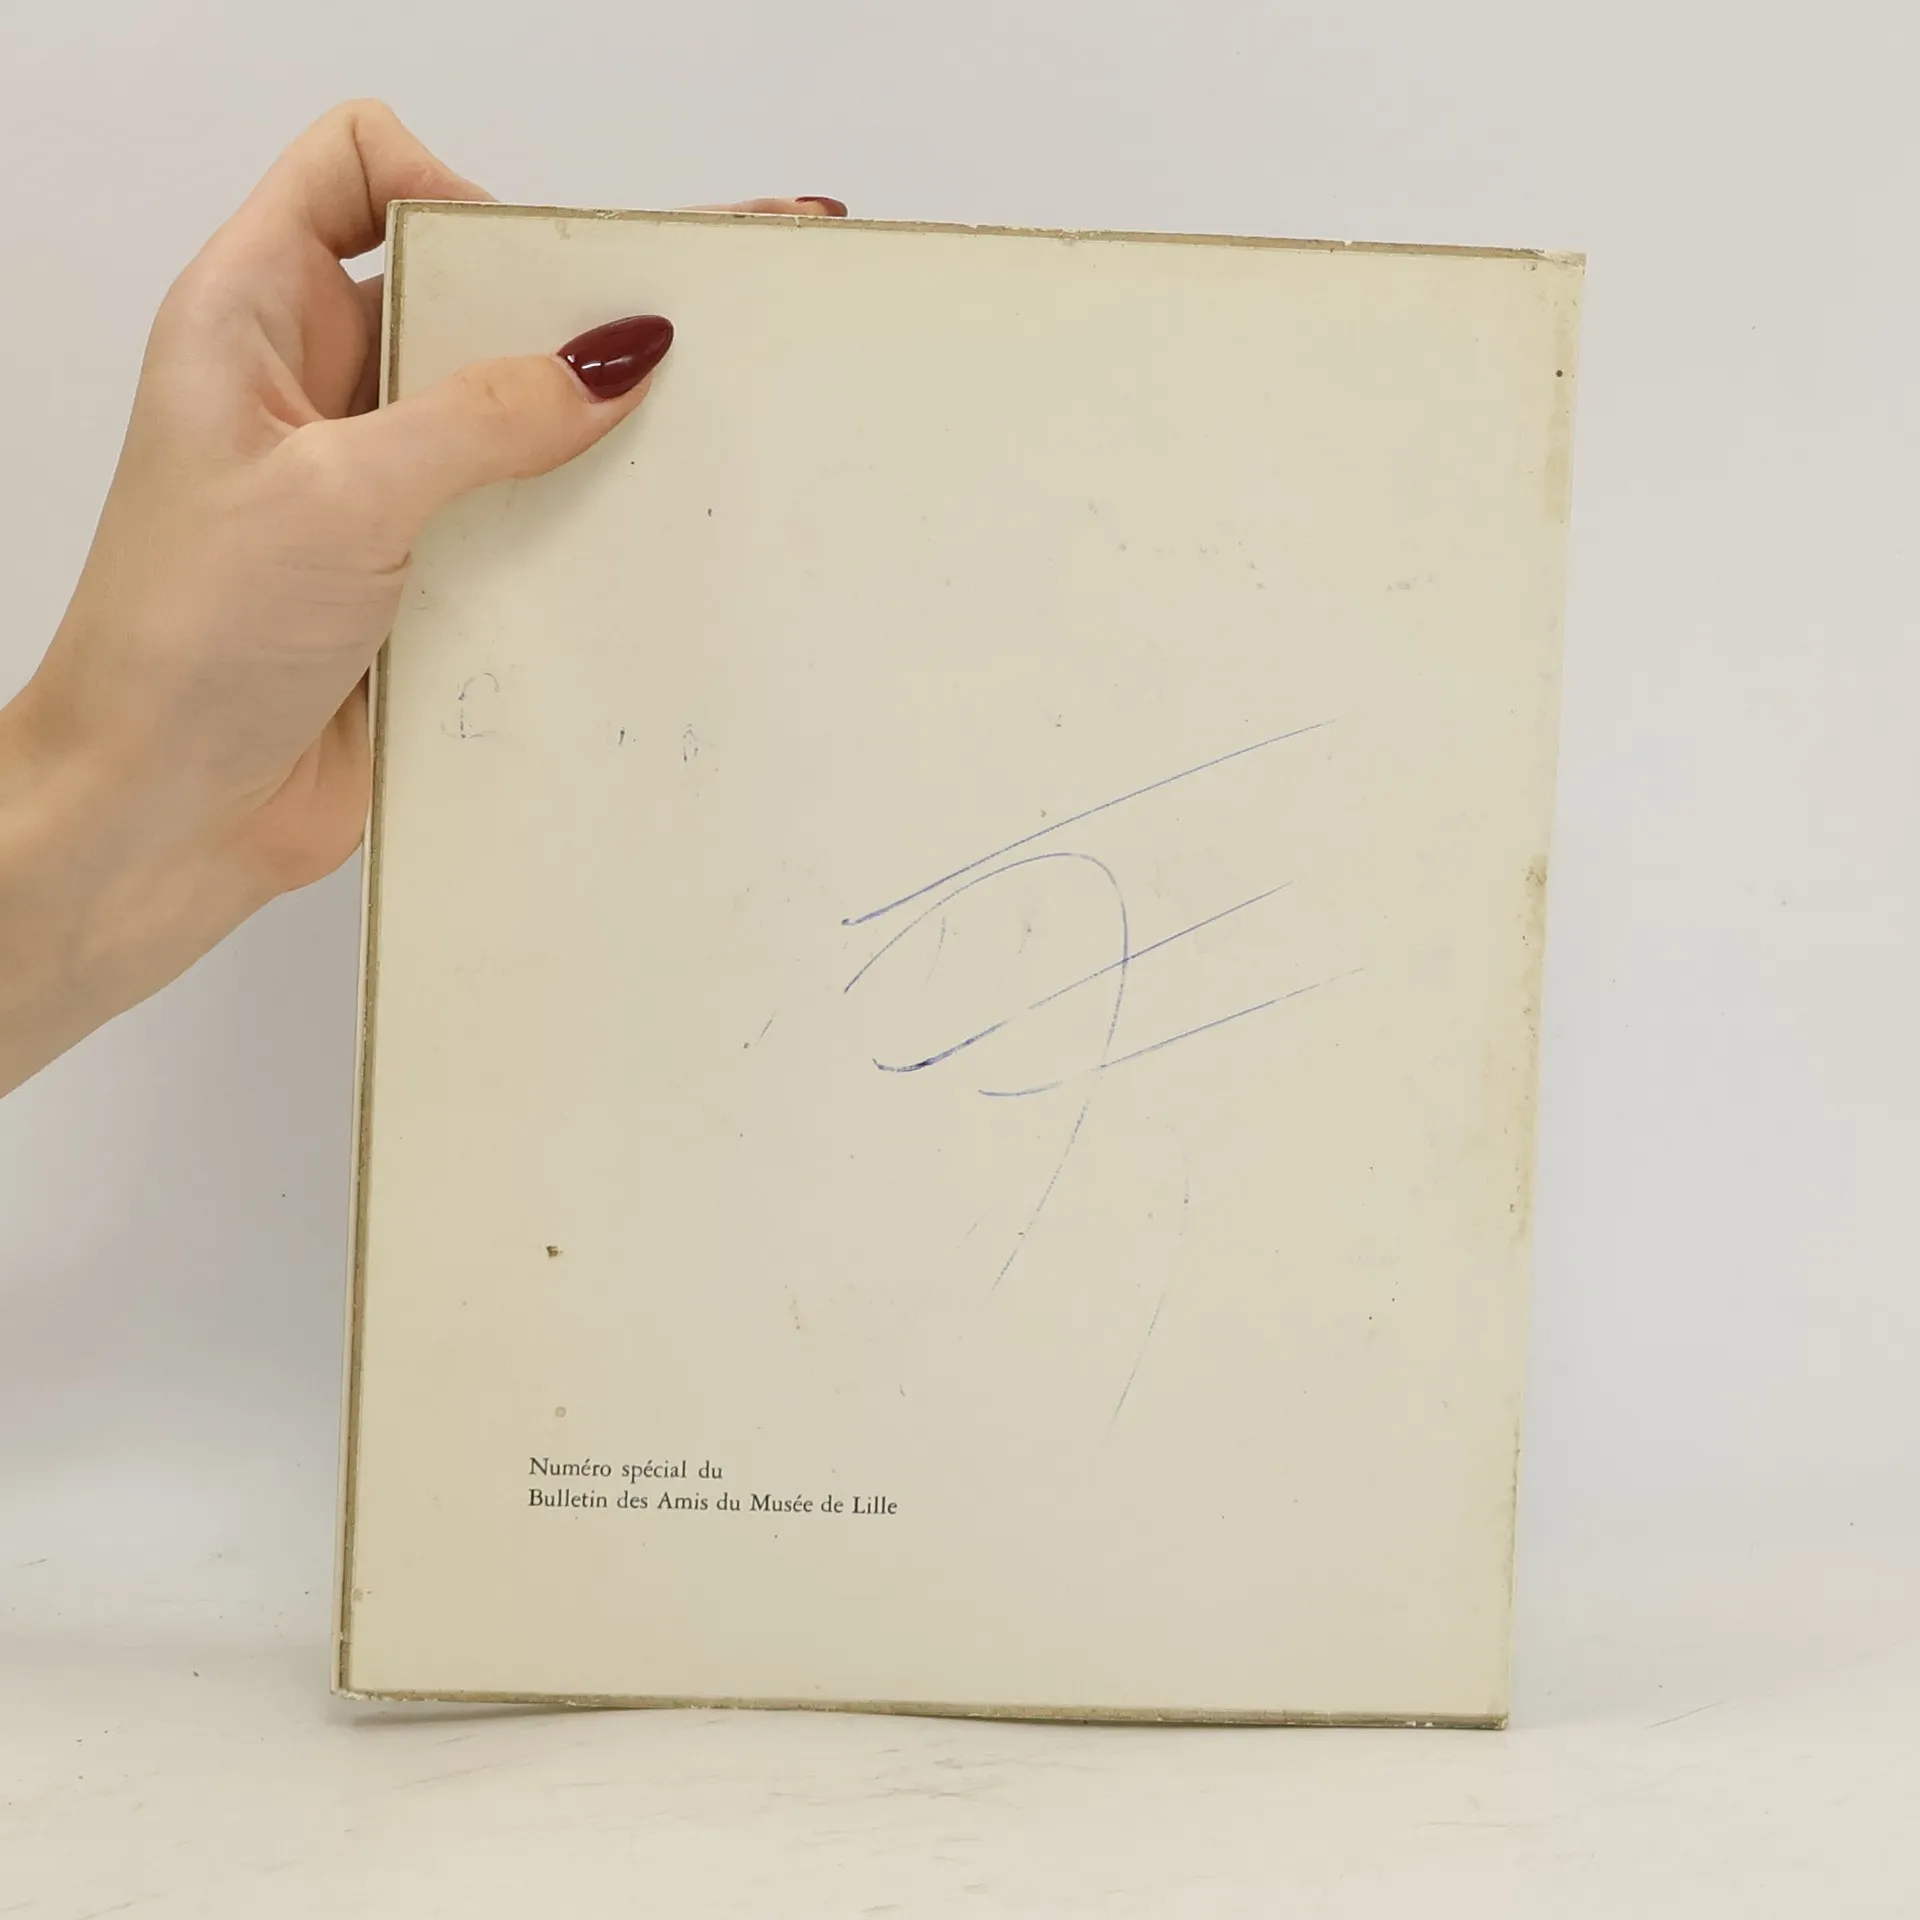 Numéro spécial du
Bulletin des Amis du Musée de Lille